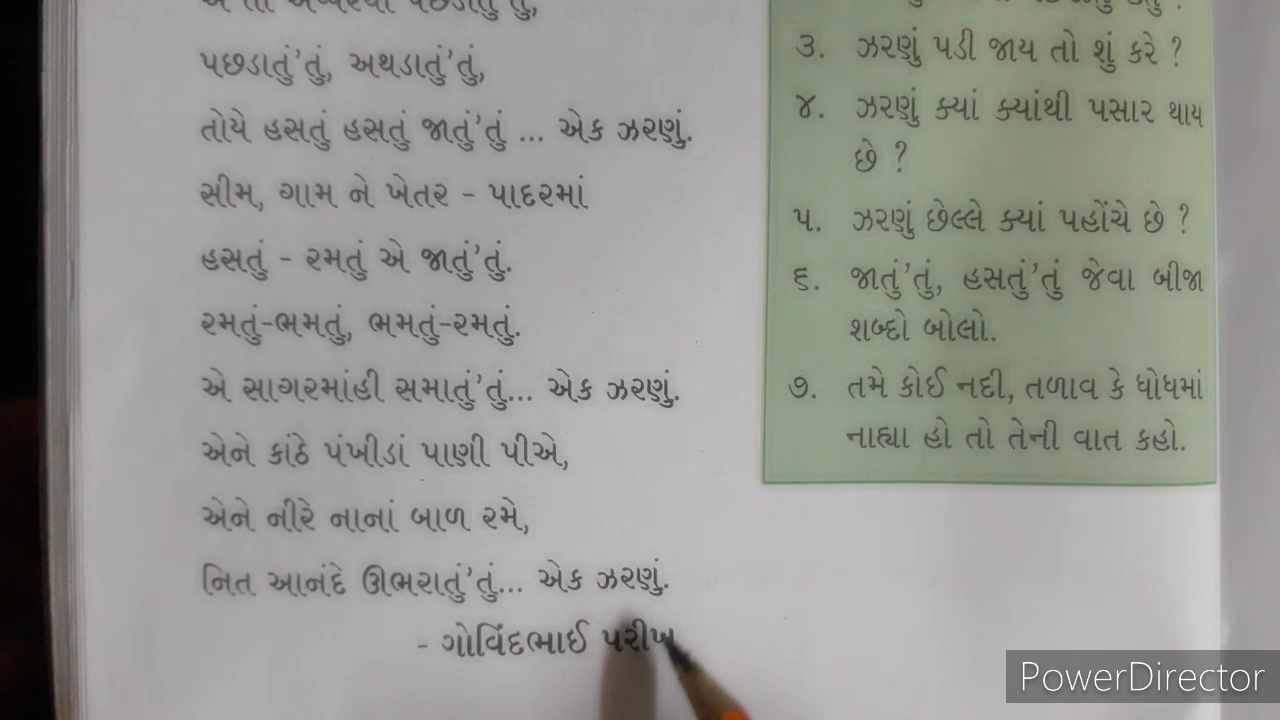 પછડાતું'તું, અથડાતું'તું,
તોયે હસતું હસતું જાતું'તું ... એક ઝરણું.
સીમ, ગામ ને ખેતર - પાદરમાં
હસતું - રમતું એ જાતું'તું.
રમતું-ભમતું, ભમતું-રમતું.
એ સાગરમાંહી સમાતું'તું... એક ઝરણું.
એને કાંઠે પંખીડાં પાણી પીએ,
એને નીરે નાનાં બાળ રમે,
નિત આનંદે ઊભરાતું'તું... એક ઝરણું.
- ગોવિંદભાઈ પરીખ
૩. ઝરણું પડી જાય તો શું કરે ?
૪. ઝરણું ક્યાં ક્યાંથી પસાર થાય
છે ?
૫. ઝરણું છેલ્લે ક્યાં પહોંચે છે ?
૬. જાતું'તું, હસતું'તું જેવા બીજા
શબ્દો બોલો.
૭. તમે કોઈ નદી, તળાવ કે ધોધમાં
નાહ્યા હો તો તેની વાત કહો.
PowerDirector